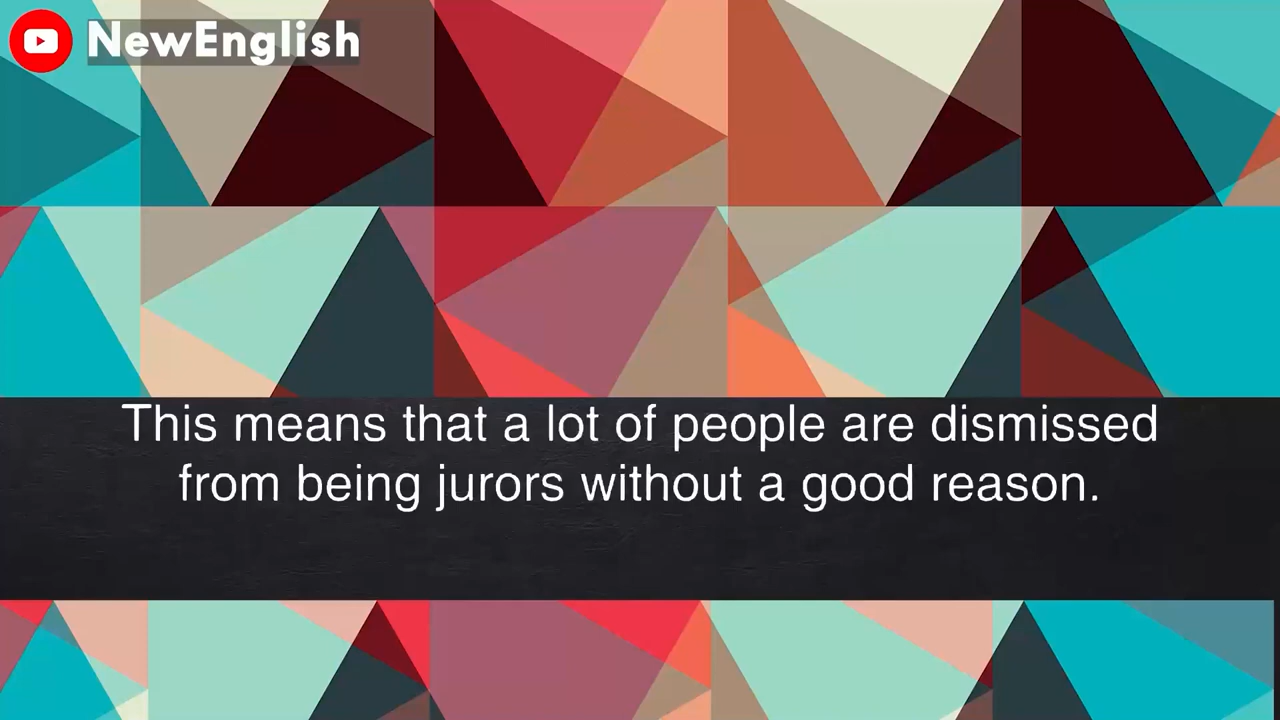 NewEnglish
This means that a lot of people are dismissed
from being jurors without a good reason.